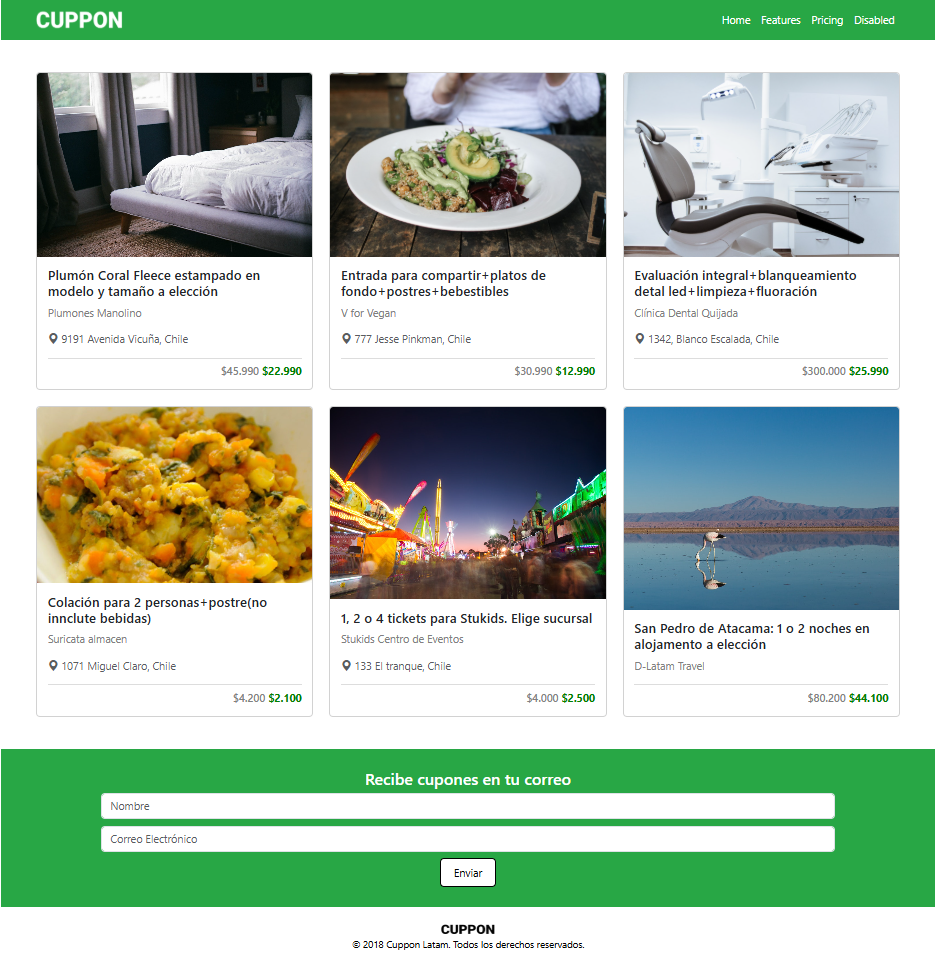 CUPPON
Home Features Pricing Disabled
Plumón Coral Fleece estampado en
modelo y tamaño a elección
Plumones Manolino
9191 Avenida Vicuña, Chile
$45.990 $22.990
Entrada para compartir+platos de
fondo+postres+bebestibles
V for Vegan
777 Jesse Pinkman, Chile
$30.990 $12.990
Evaluación integral+blanqueamiento
detal led+limpieza+fluoración
Clínica Dental Quijada
1342, Blanco Escalada, Chile
$300.000 $25.990
Colación para 2 personas+postre(no
innclute bebidas)
Suricata almacen
1071 Miguel Claro, Chile
$4.200 $2.100
1, 2 o 4 tickets para Stukids. Elige sucursal
Stukids Centro de Eventos
133 El tranque, Chile
$4.000 $2.500
San Pedro de Atacama: 1 o 2 noches en
alojamento a elección
D-Latam Travel
$80.200 $44.100
Recibe cupones en tu correo
Nombre
Correo Electrónico
Enviar
CUPPON
© 2018 Cuppon Latam. Todos los derechos reservados.